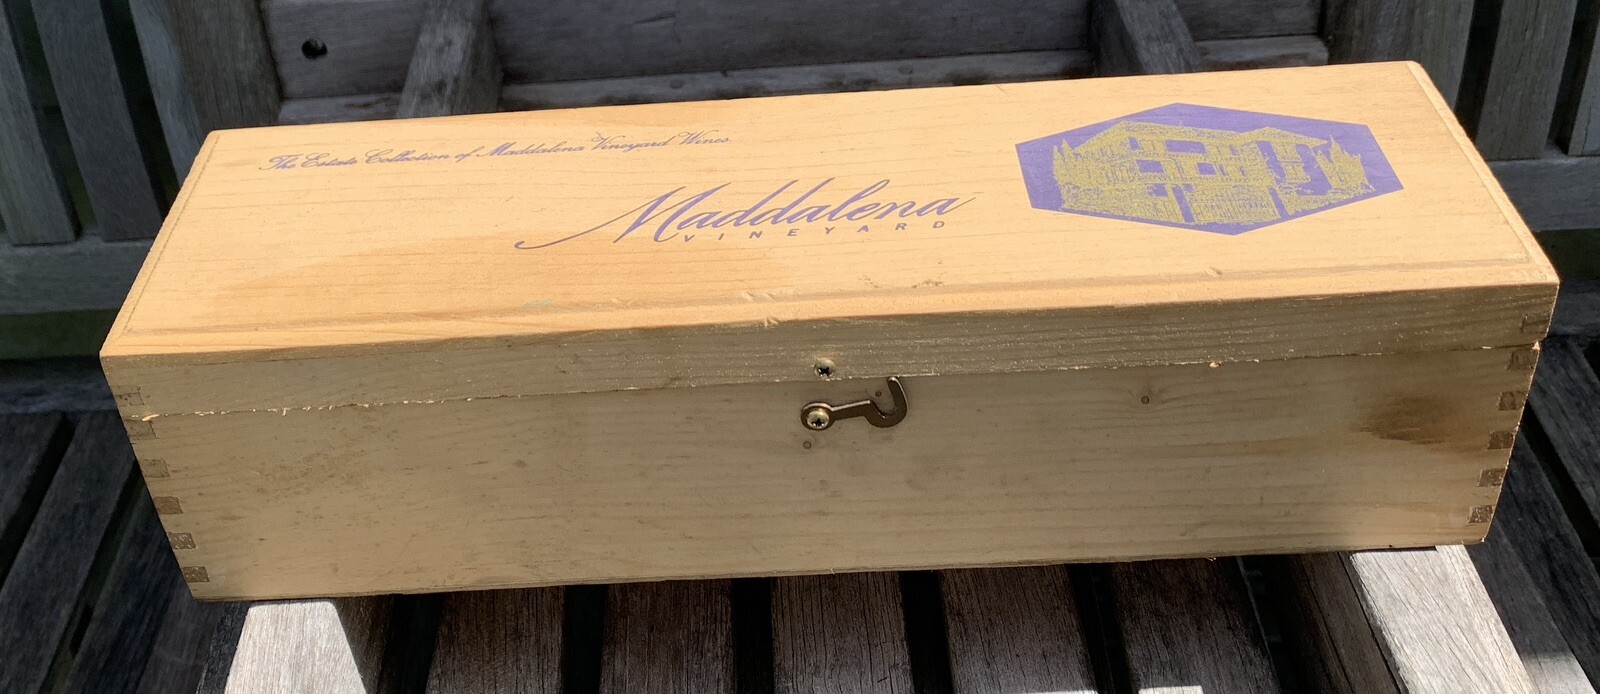 The Estate Collection of Maddalena Vineyard Wines
Maddalena
VINEYARD